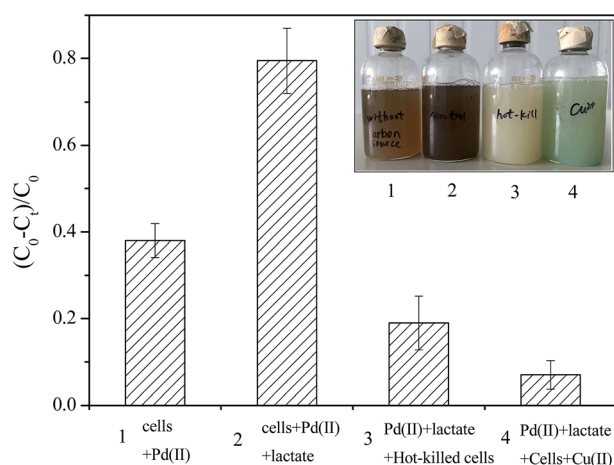 ((C0-Ct)/C0
0.8
0.6
0.4
0.2
0.0
without
carbon
source
control
hot-kill
Cu2+
1 2 3 4
1 cells
+Pd(II)
2 cells+Pd(II)
+lactate
3 Pd(II)+lactate
+Hot-killed cells
4 Pd(II)+lactate
+Cells+Cu(II)